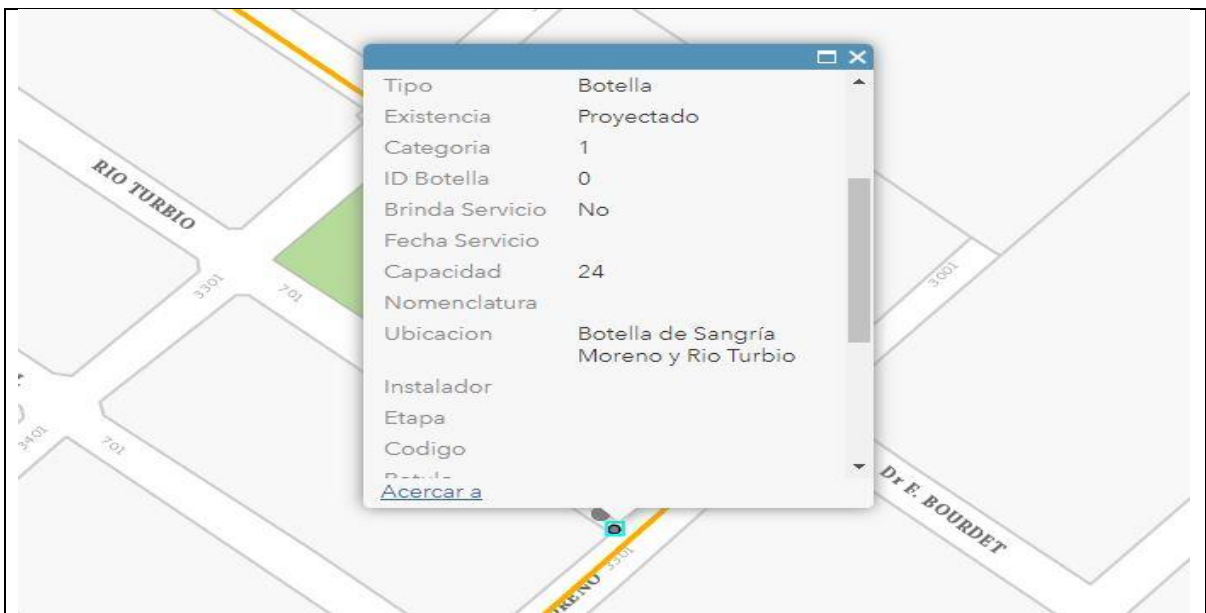 Tipo Botella
Existencia Proyectado
Categoria 1
ID Botella 0
Brinda Servicio No
Fecha Servicio
Capacidad 24
Nomenclatura
Ubicacion Botella de Sangría
Moreno y Rio Turbio
Instalador
Etapa
Codigo
Acercar a
RIO TURBIO
3301
701
3001
3401
701
Dr F. BOURDET
3301